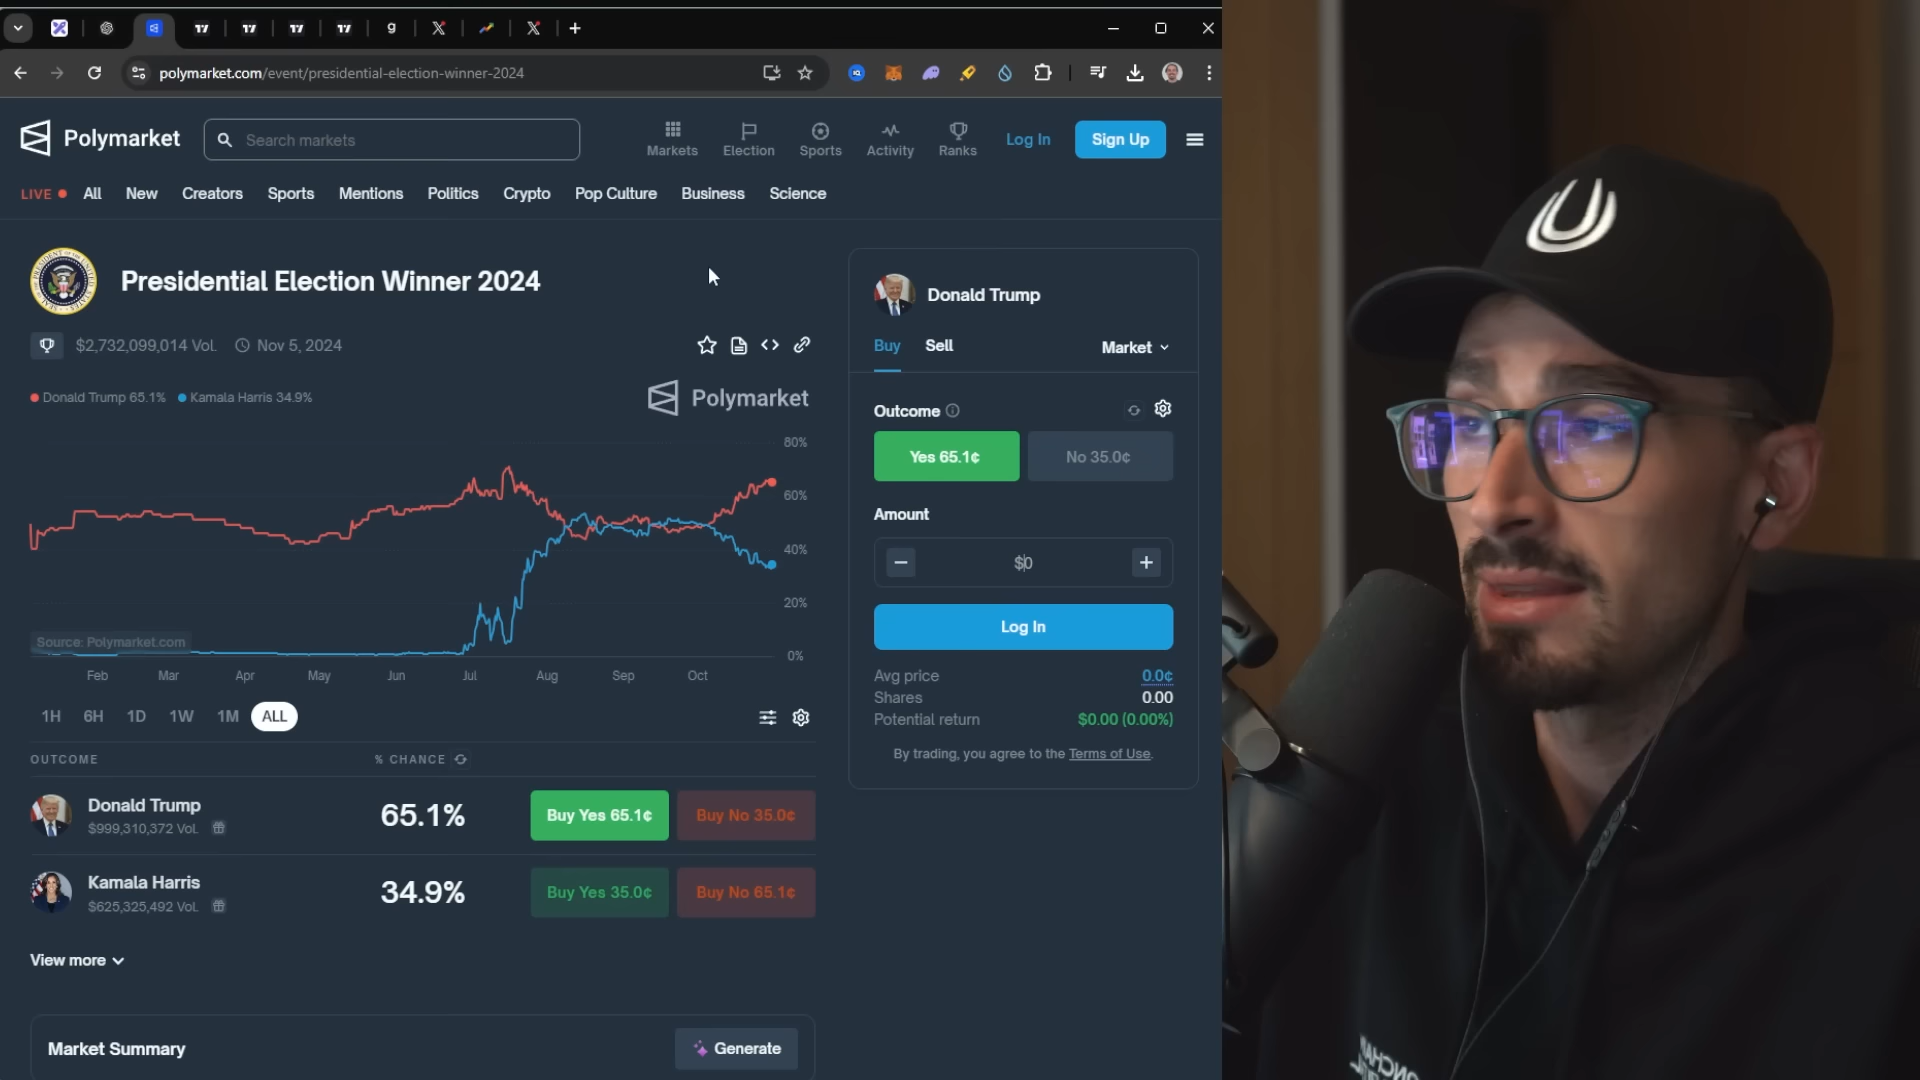 polymarket.com/event/presidential-election-winner-2024
Polymarket
Search markets
Markets
Election
Sports
Activity
Ranks
Log In
Sign Up
LIVE
All
New
Creators
Sports
Mentions
Politics
Crypto
Pop Culture
Business
Science
Presidential Election Winner 2024
$2,732,099,014 Vol.
Nov 5, 2024
Donald Trump 65.1%
Kamala Harris 34.9%
Polymarket
80%
60%
40%
20%
0%
Source: Polymarket.com
Feb
Mar
Apr
May
Jun
Jul
Aug
Sep
Oct
1H
6H
1D
1W
1M
ALL
OUTCOME
% CHANCE
Donald Trump
$999,310,372 Vol.
65.1%
Buy Yes 65.1¢
Buy No 35.0¢
Kamala Harris
$625,325,492 Vol.
34.9%
Buy Yes 35.0¢
Buy No 65.1¢
View more
Market Summary
Generate
Donald Trump
Buy
Sell
Market
Outcome
Yes 65.1¢
No 35.0¢
Amount
$0
Log In
Avg price
0.0¢
Shares
0.00
Potential return
$0.00 (0.00%)
By trading, you agree to the Terms of Use.